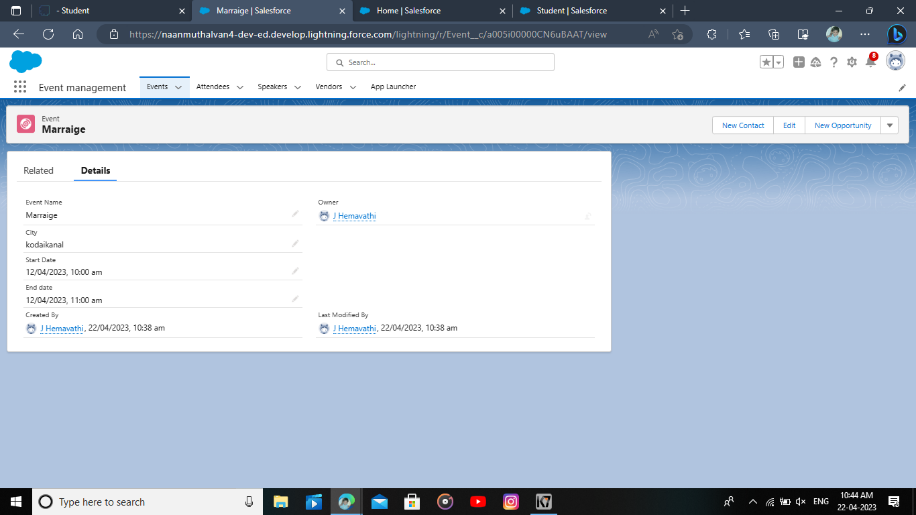 - Student
Marraige | Salesforce
Home | Salesforce
Student | Salesforce
https://naanmuthalvan4-dev-ed.develop.lightning.force.com/lightning/r/Event__c/a005i00000CN6uBAAT/view
Search...
8
Event management
Events
Attendees
Speakers
Vendors
App Launcher
Event
Marraige
New Contact
Edit
New Opportunity
Related
Details
Event Name
Marraige
Owner
J Hemavathi
City
kodaikanal
Start Date
12/04/2023, 10:00 am
End date
12/04/2023, 11:00 am
Created By
J Hemavathi, 22/04/2023, 10:38 am
Last Modified By
J Hemavathi, 22/04/2023, 10:38 am
Type here to search
ENG
10:44 AM
22-04-2023